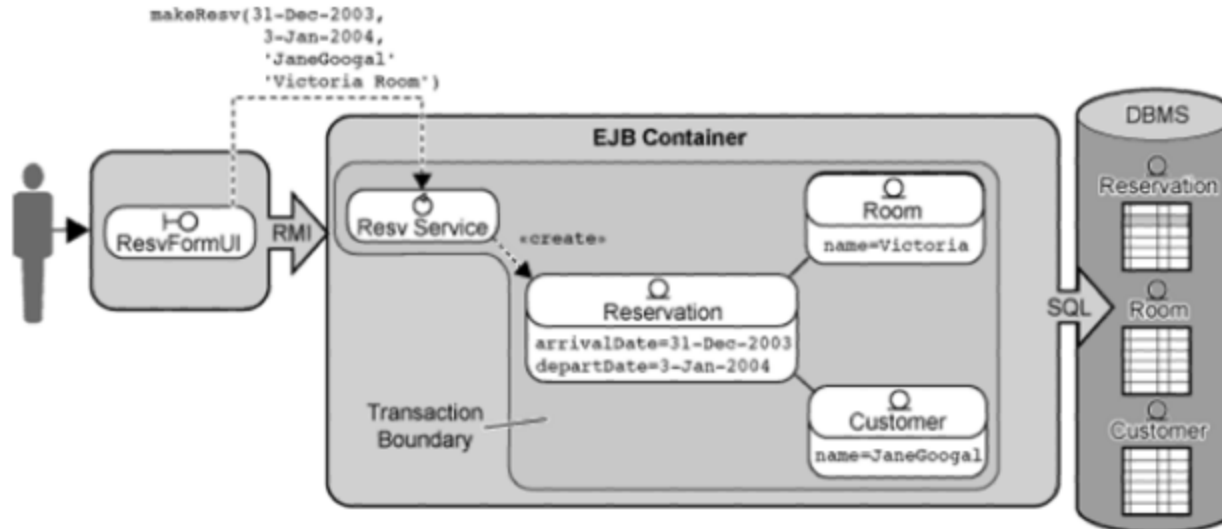 makeResv(31-Dec-2003,
3-Jan-2004,
'JaneGoogal'
'Victoria Room')
EJB Container
DBMS
ResvFormUI
RMI
Resv Service
«create»
Room
name=Victoria
Reservation
arrivalDate=31-Dec-2003
departDate=3-Jan-2004
Customer
name=JaneGoogal
Transaction
Boundary
SQL
Reservation
Room
Customer